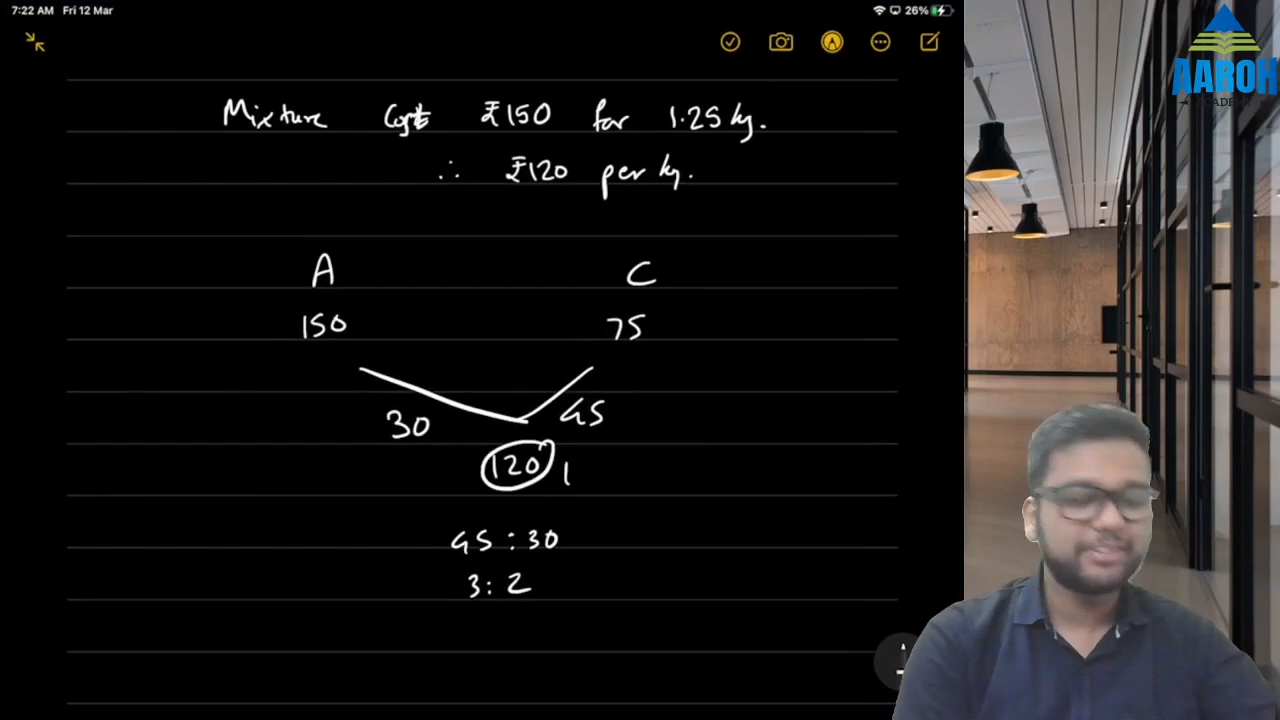 7:22 AM Fri 12 Mar
26%
AAROH
ACADEMY
Mixture Cost ₹150 for 1.25 kg.
∴ ₹120 per kg.
A C
150 75
30 45
120
45 : 30
3 : 2